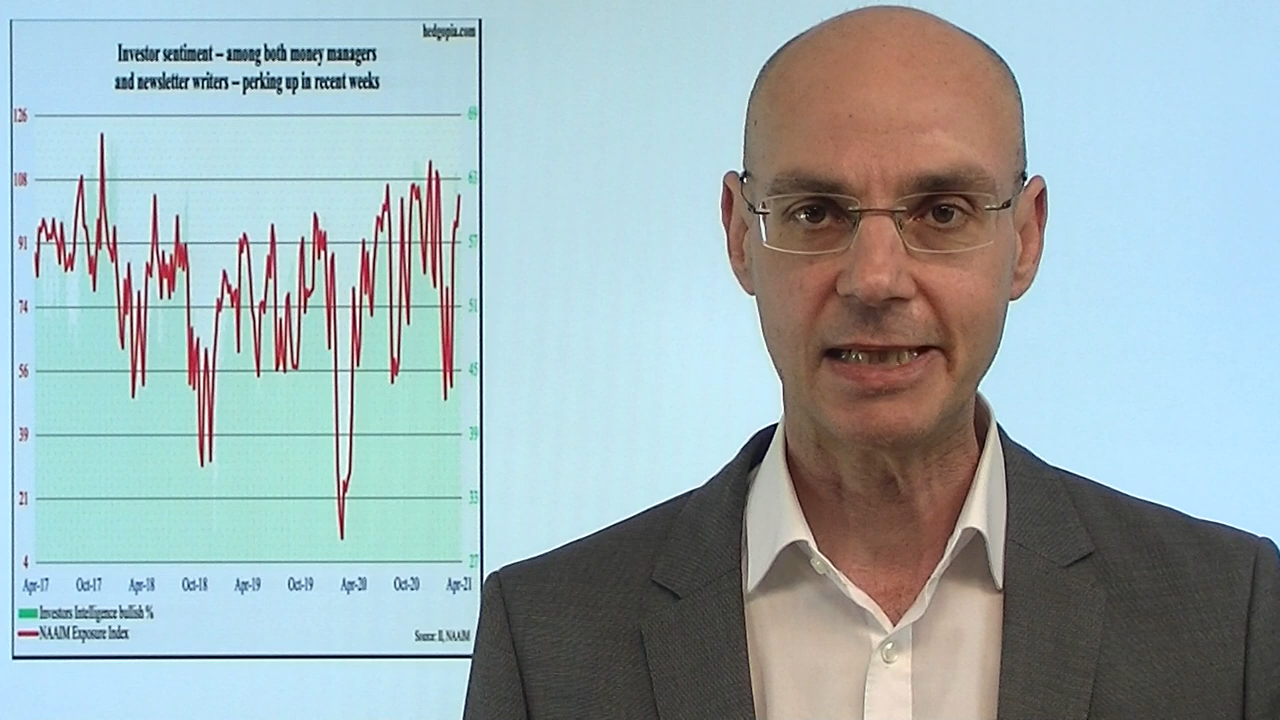 hedgopia.com
Investor sentiment – among both money managers
and newsletter writers – perking up in recent weeks
126 69
108 63
91 57
74 51
56 45
39 39
21 33
4 27
Apr-17 Oct-17 Apr-18 Oct-18 Apr-19 Oct-19 Apr-20 Oct-20 Apr-21
Investors Intelligence bullish %
NAAIM Exposure Index Source: II, NAAIM